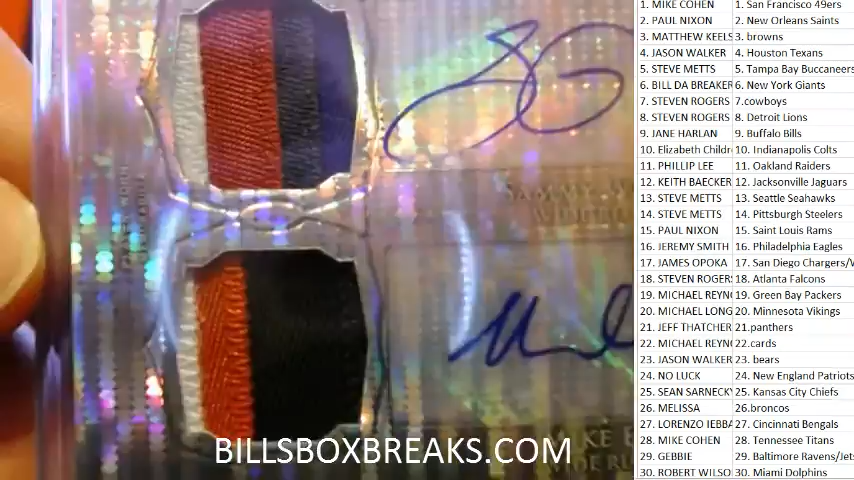 SAMMY W
BILLSBOXBREAKS.COM
1. MIKE COHEN 1. San Francisco 49ers
2. PAUL NIXON 2. New Orleans Saints
3. MATTHEW KEELS 3. browns
4. JASON WALKER 4. Houston Texans
5. STEVE METTS 5. Tampa Bay Buccaneers
6. BILL DA BREAKER 6. New York Giants
7. STEVEN ROGERS 7.cowboys
8. STEVEN ROGERS 8. Detroit Lions
9. JANE HARLAN 9. Buffalo Bills
10. Elizabeth Childr 10. Indianapolis Colts
11. PHILLIP LEE 11. Oakland Raiders
12. KEITH BAECKER 12. Jacksonville Jaguars
13. STEVE METTS 13. Seattle Seahawks
14. STEVE METTS 14. Pittsburgh Steelers
15. PAUL NIXON 15. Saint Louis Rams
16. JEREMY SMITH 16. Philadelphia Eagles
17. JAMES OPOKA 17. San Diego Chargers/V
18. STEVEN ROGERS 18. Atlanta Falcons
19. MICHAEL REYN 19. Green Bay Packers
20. MICHAEL LONG 20. Minnesota Vikings
21. JEFF THATCHER 21.panthers
22. MICHAEL REYN 22.cards
23. JASON WALKER 23. bears
24. NO LUCK 24. New England Patriots
25. SEAN SARNECK 25. Kansas City Chiefs
26. MELISSA 26.broncos
27. LORENZO IEBBA 27. Cincinnati Bengals
28. MIKE COHEN 28. Tennessee Titans
29. GEBBIE 29. Baltimore Ravens/Jets
30. ROBERT WILSO 30. Miami Dolphins